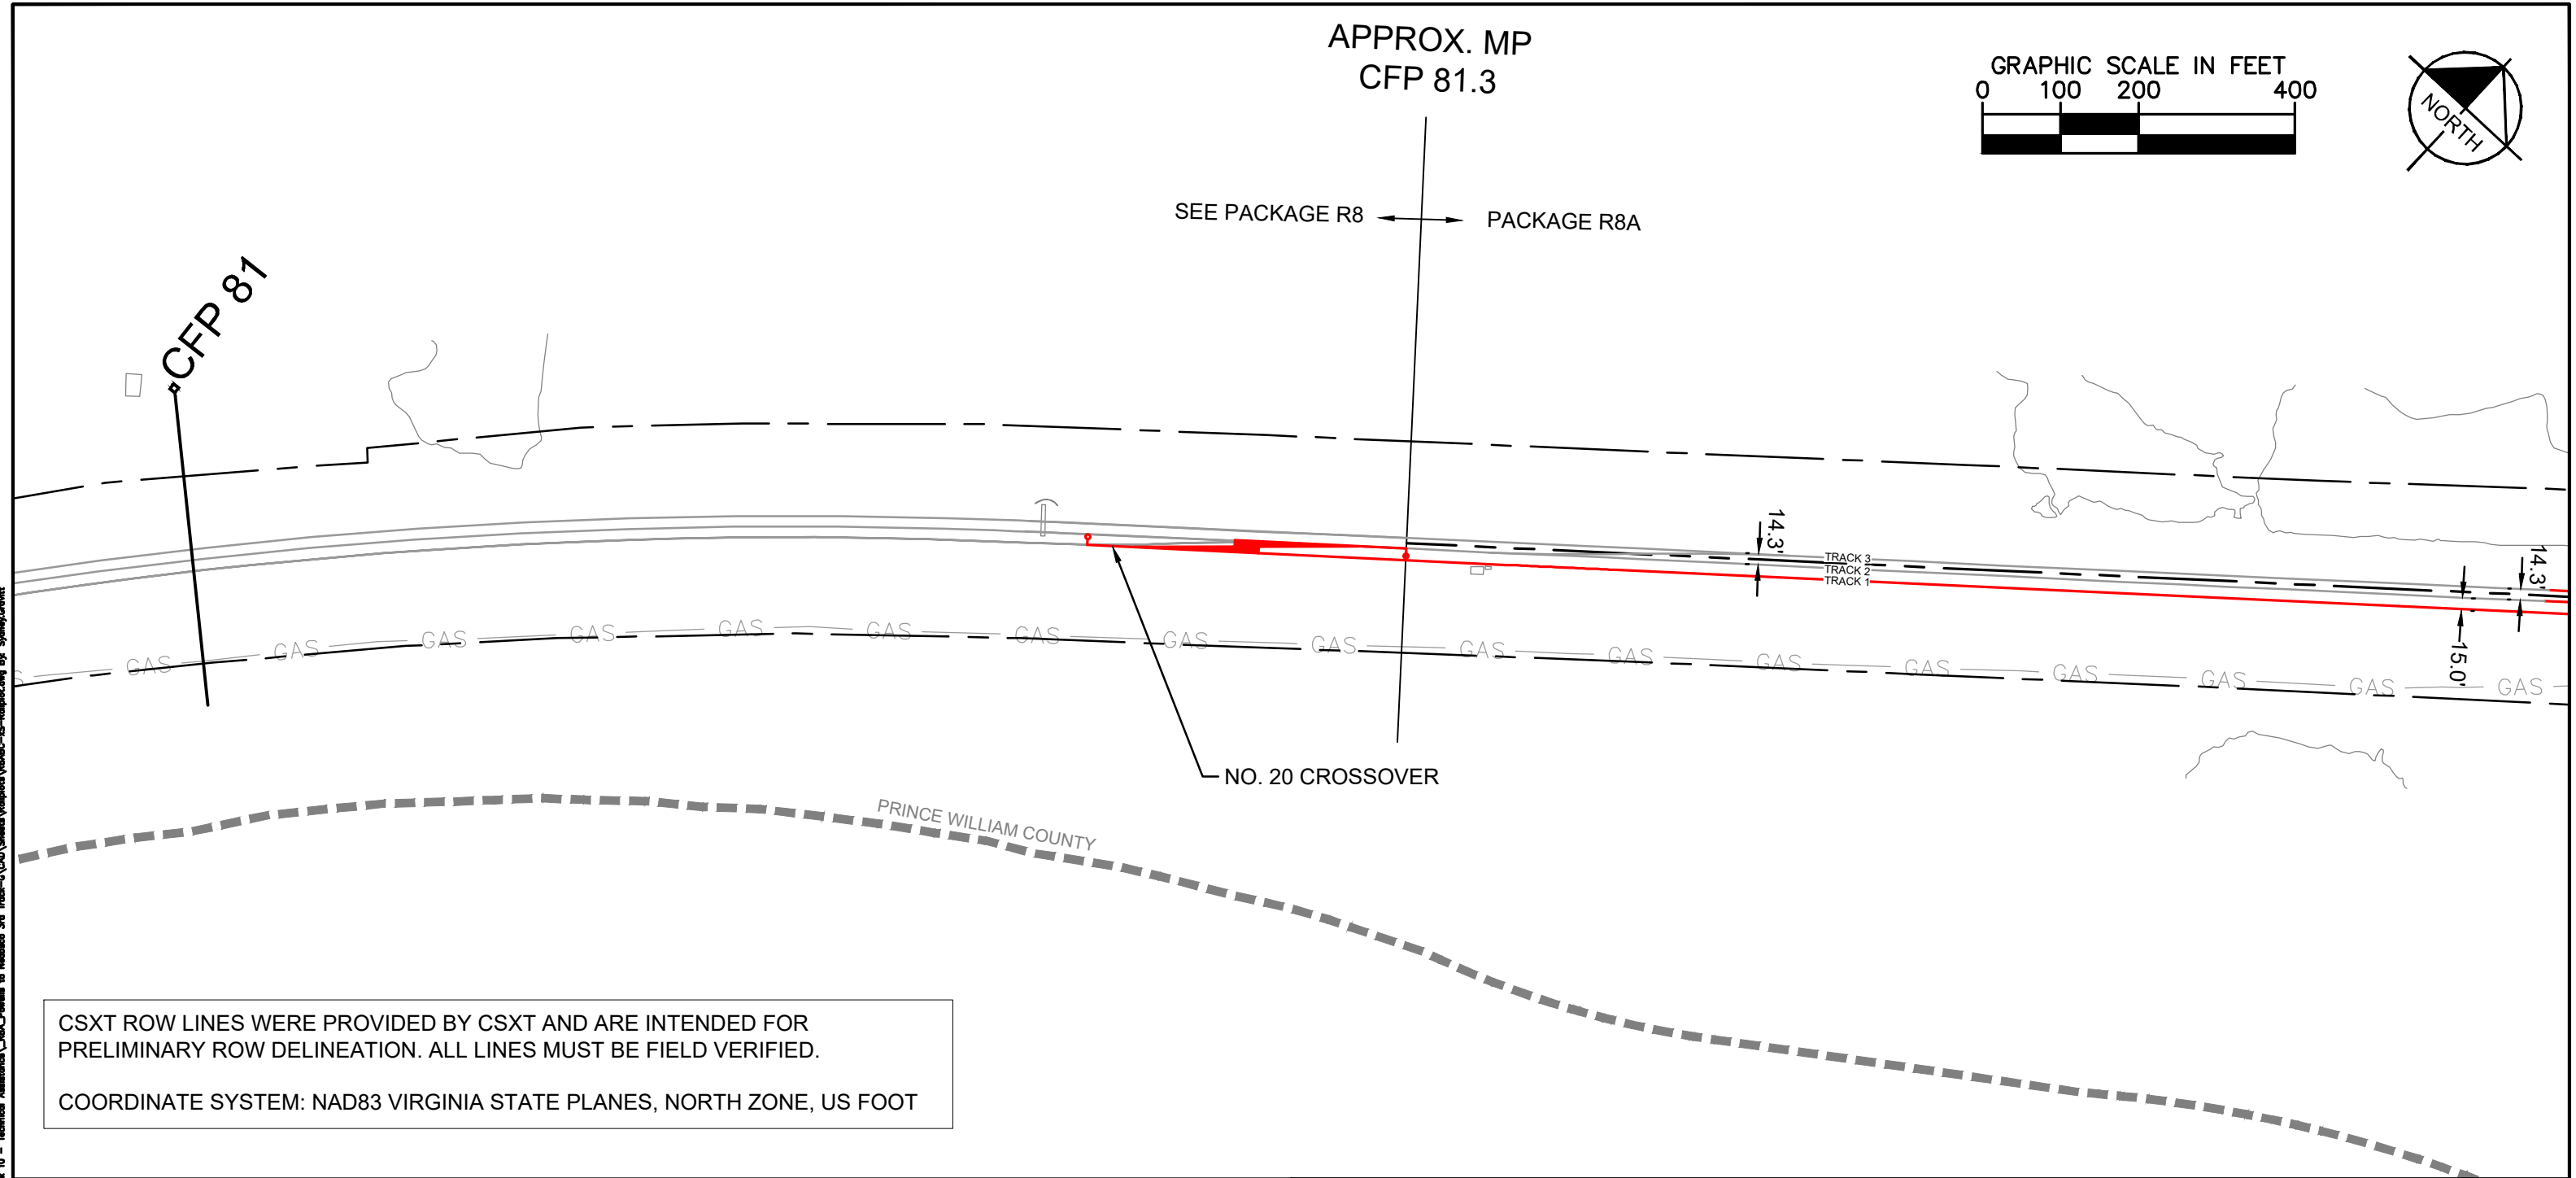 APPROX. MP
CFP 81.3
GRAPHIC SCALE IN FEET
0 100 200 400
NORTH
SEE PACKAGE R8
PACKAGE R8A
CFP 81
14.3'
TRACK 3
TRACK 2
TRACK 1
14.3'
15.0'
GAS GAS GAS GAS GAS GAS GAS GAS GAS GAS GAS GAS GAS GAS GAS GAS GAS
NO. 20 CROSSOVER
PRINCE WILLIAM COUNTY
CSXT ROW LINES WERE PROVIDED BY CSXT AND ARE INTENDED FOR
PRELIMINARY ROW DELINEATION. ALL LINES MUST BE FIELD VERIFIED.
COORDINATE SYSTEM: NAD83 VIRGINIA STATE PLANES, NORTH ZONE, US FOOT